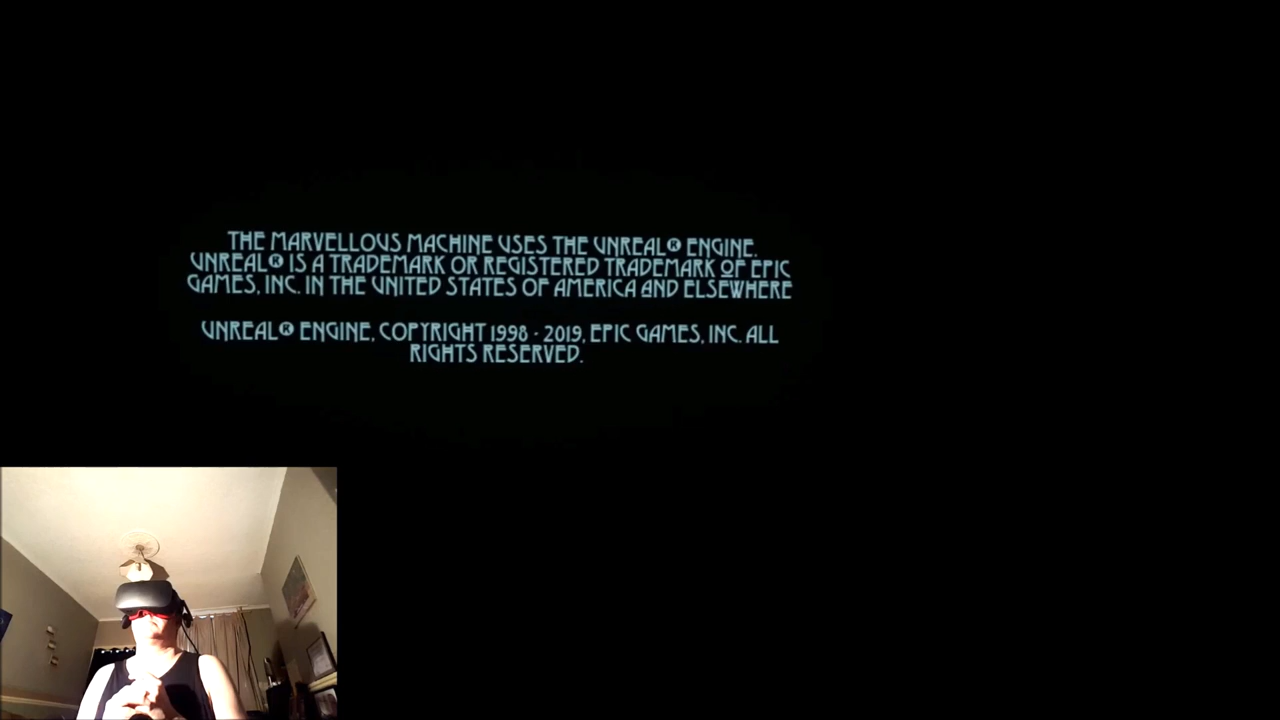 THE MARVELLOUS MACHINE USES THE UNREAL® ENGINE.
UNREAL® IS A TRADEMARK OR REGISTERED TRADEMARK OF EPIC
GAMES, INC. IN THE UNITED STATES OF AMERICA AND ELSEWHERE
UNREAL® ENGINE, COPYRIGHT 1998 - 2019, EPIC GAMES, INC. ALL
RIGHTS RESERVED.